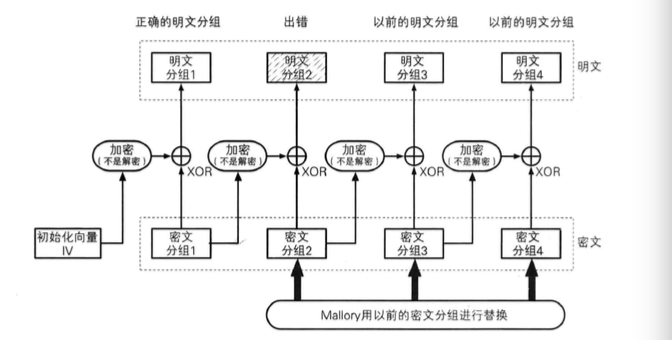 正确的明文分组
出错
以前的明文分组
以前的明文分组
明文
分组1
明文
分组2
明文
分组3
明文
分组4
明文
加密
(不是解密)
加密
(不是解密)
加密
(不是解密)
加密
(不是解密)
XOR
XOR
XOR
XOR
初始化向量
IV
密文
分组1
密文
分组2
密文
分组3
密文
分组4
密文
Mallory用以前的密文分组进行替换